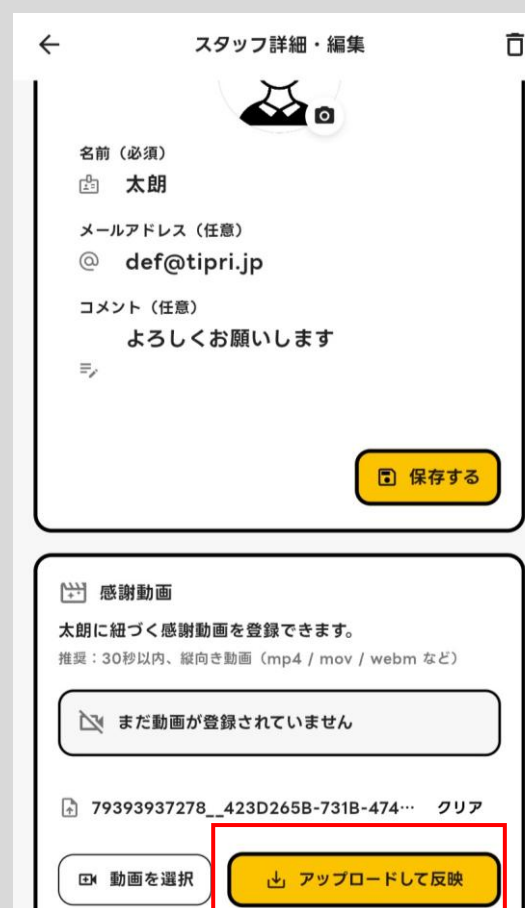 スタッフ詳細・編集
名前（必須）
太朗
メールアドレス（任意）
@ def@tipri.jp
コメント（任意）
よろしくお願いします
保存する
感謝動画
太朗に紐づく感謝動画を登録できます。
推奨：30秒以内、縦向き動画（mp4 / mov / webm など）
まだ動画が登録されていません
79393937278__423D265B-731B-474… クリア
動画を選択 アップロードして反映